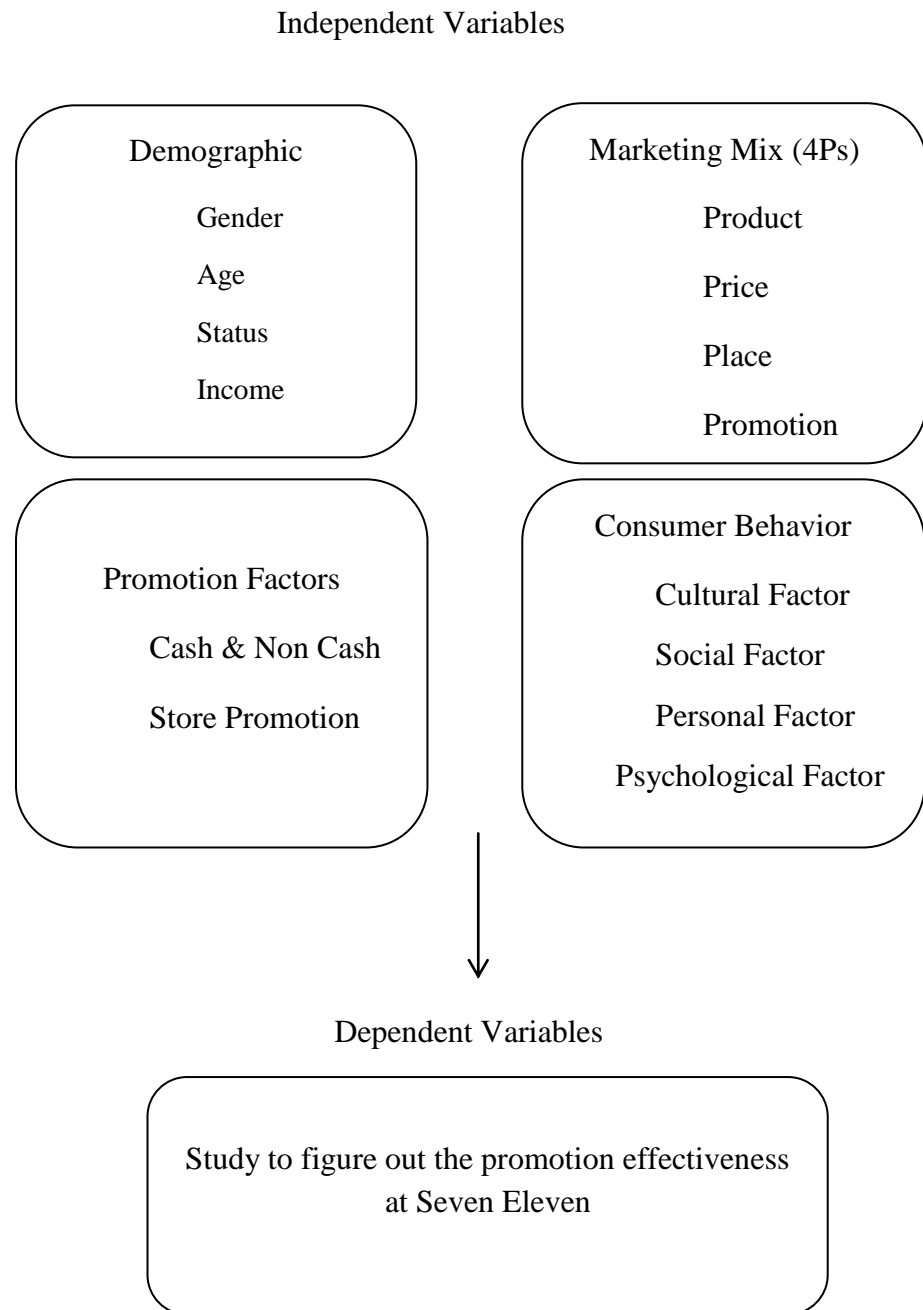 Independent Variables
Demographic
Gender
Age
Status
Income
Marketing Mix (4Ps)
Product
Price
Place
Promotion
Promotion Factors
Cash & Non Cash
Store Promotion
Consumer Behavior
Cultural Factor
Social Factor
Personal Factor
Psychological Factor
Dependent Variables
Study to figure out the promotion effectiveness
at Seven Eleven